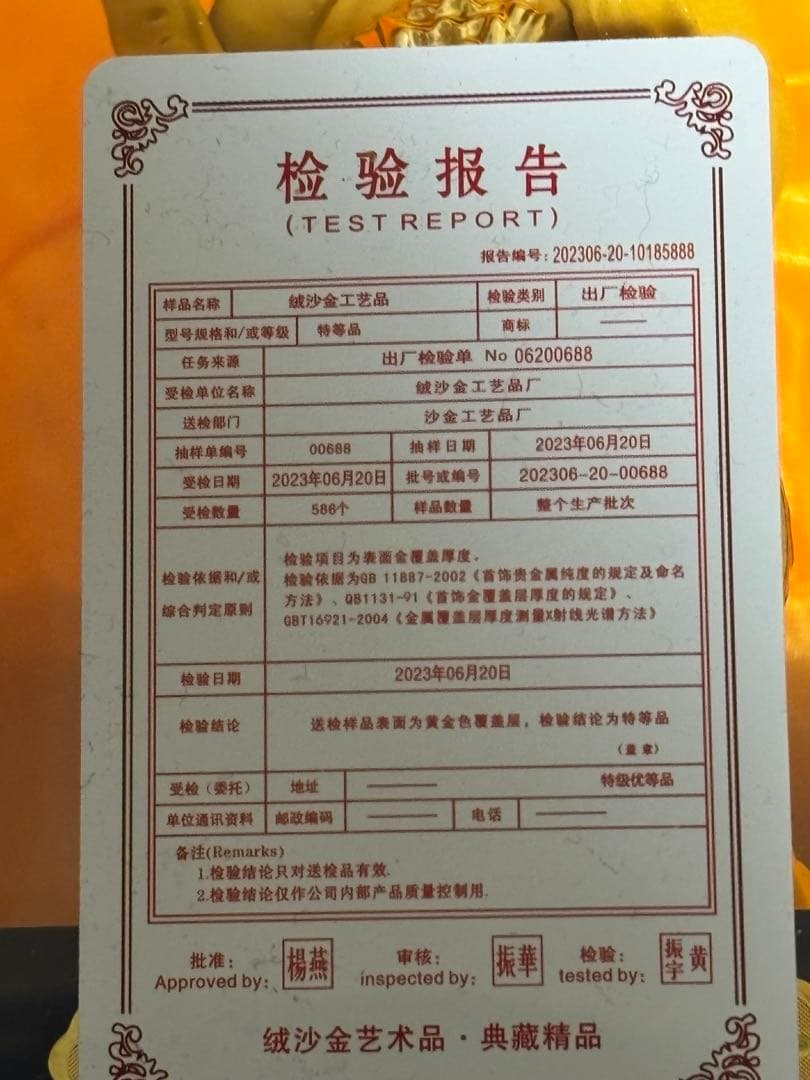 检验报告
(TEST REPORT)
报告编号：202306-20-10185888
样品名称 绒沙金工艺品 检验类别 出厂检验
型号规格和/或等级 特等品 商标 ——
任务来源 出厂检验单 No 06200688
受检单位名称 绒沙金工艺品厂
送检部门 沙金工艺品厂
抽样单编号 00688 抽样日期 2023年06月20日
受检日期 2023年06月20日 批号或编号 202306-20-00688
受检数量 586个 样品数量 整个生产批次
检验项目为表面金覆盖厚度。
检验依据和/或 检验依据为GB 11887-2002《首饰贵金属纯度的规定及命名
方法》、QB1131-91《首饰金覆盖层厚度的规定》、
综合判定原则 GBT16921-2004《金属覆盖层厚度测量X射线光谱方法》
检验日期 2023年06月20日
检验结论 送检样品表面为黄金色覆盖层，检验结论为特等品
（盖章）
受检（委托） 地址 —— 特级优等品
单位通讯资料 邮政编码 —— 电话 ——
备注(Remarks)
1.检验结论只对送检品有效.
2.检验结论仅作公司内部产品质量控制用.
批准： 楊燕 审核： 振華 检验： 黄振宇
Approved by: inspected by: tested by:
绒沙金艺术品·典藏精品